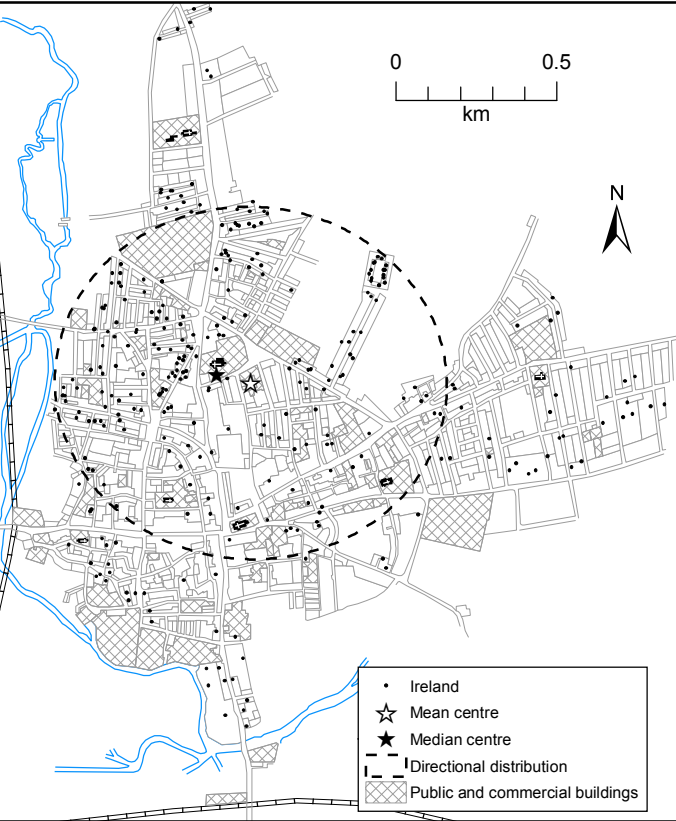 0 0.5
km
N
Ireland
Mean centre
Median centre
Directional distribution
Public and commercial buildings